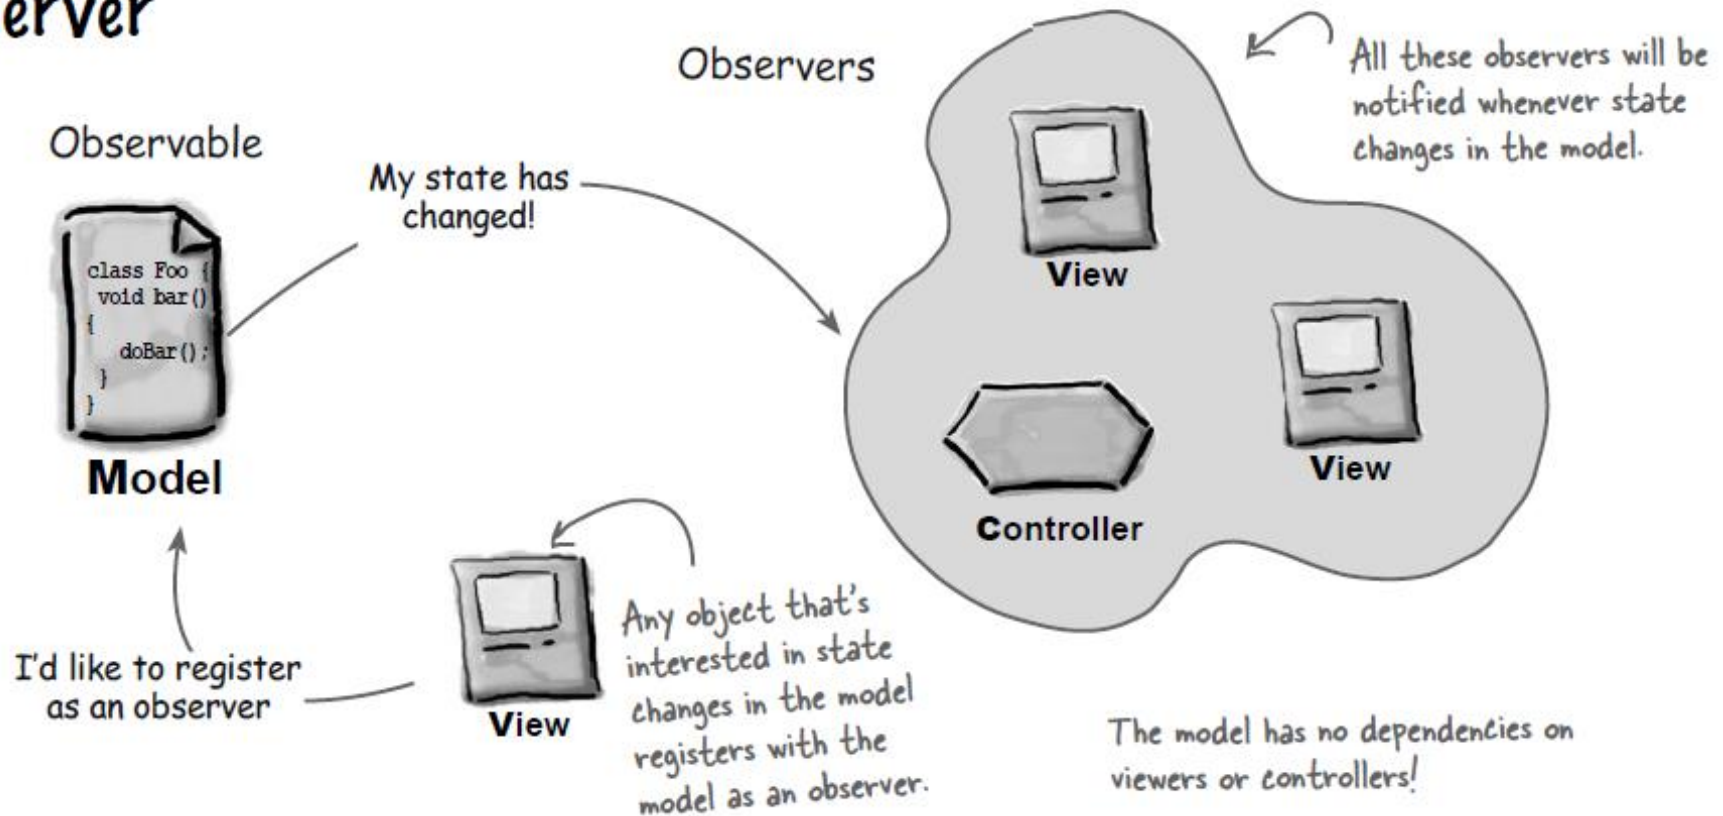 Observers
All these observers will be
notified whenever state
changes in the model.
Observable
My state has
changed!
class Foo {
void bar()
{
doBar();
}
}
Model
View
View
Controller
I'd like to register
as an observer
View
Any object that's
interested in state
changes in the model
registers with the
model as an observer.
The model has no dependencies on
viewers or controllers!